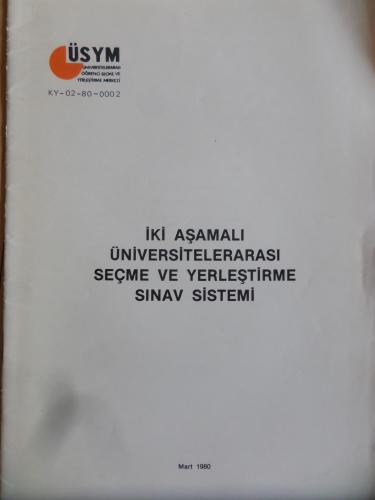 ÜSYM
ÜNİVERSİTELERARASI
ÖĞRENCİ SEÇME VE
YERLEŞTİRME MERKEZİ
KY-02-80-0002
İKİ AŞAMALI
ÜNİVERSİTELERARASI
SEÇME VE YERLEŞTİRME
SINAV SİSTEMİ
Mart 1980